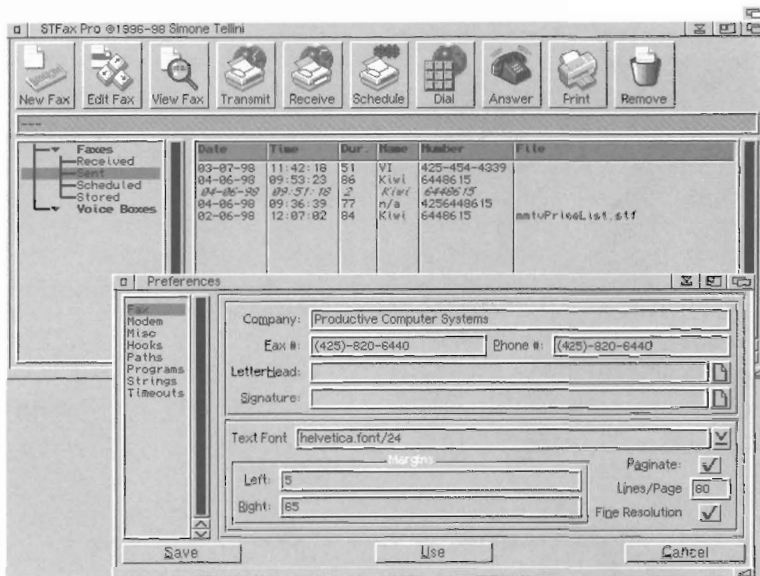 STFax Pro ©1996-98 Simone Tellini
New Fax Edit Fax View Fax Transmit Receive Schedule Dial Answer Print Remove
---
Faxes
Received
Sent
Scheduled
Stored
Voice Boxes
Date Time Dur. Name Number File
03-07-98 11:42:18 51 VI 425-454-4339
04-06-98 09:53:23 86 Kiwi 6448615
04-06-98 09:51:18 2 Kiwi 6448615
04-06-98 09:36:39 77 n/a 4256448615
02-06-98 12:07:02 84 Kiwi 6448615 mmtvPriceList.stf
Preferences
Fax
Modem
Misc
Hooks
Paths
Programs
Strings
Timeouts
Company: Productive Computer Systems
Fax #: (425)-820-6440 Phone #: (425)-820-6440
LetterHead:
Signature:
Text Font helvetica.font/24
Margins
Left: 5
Right: 65
Paginate:
Lines/Page 60
Fine Resolution
Save Use Cancel